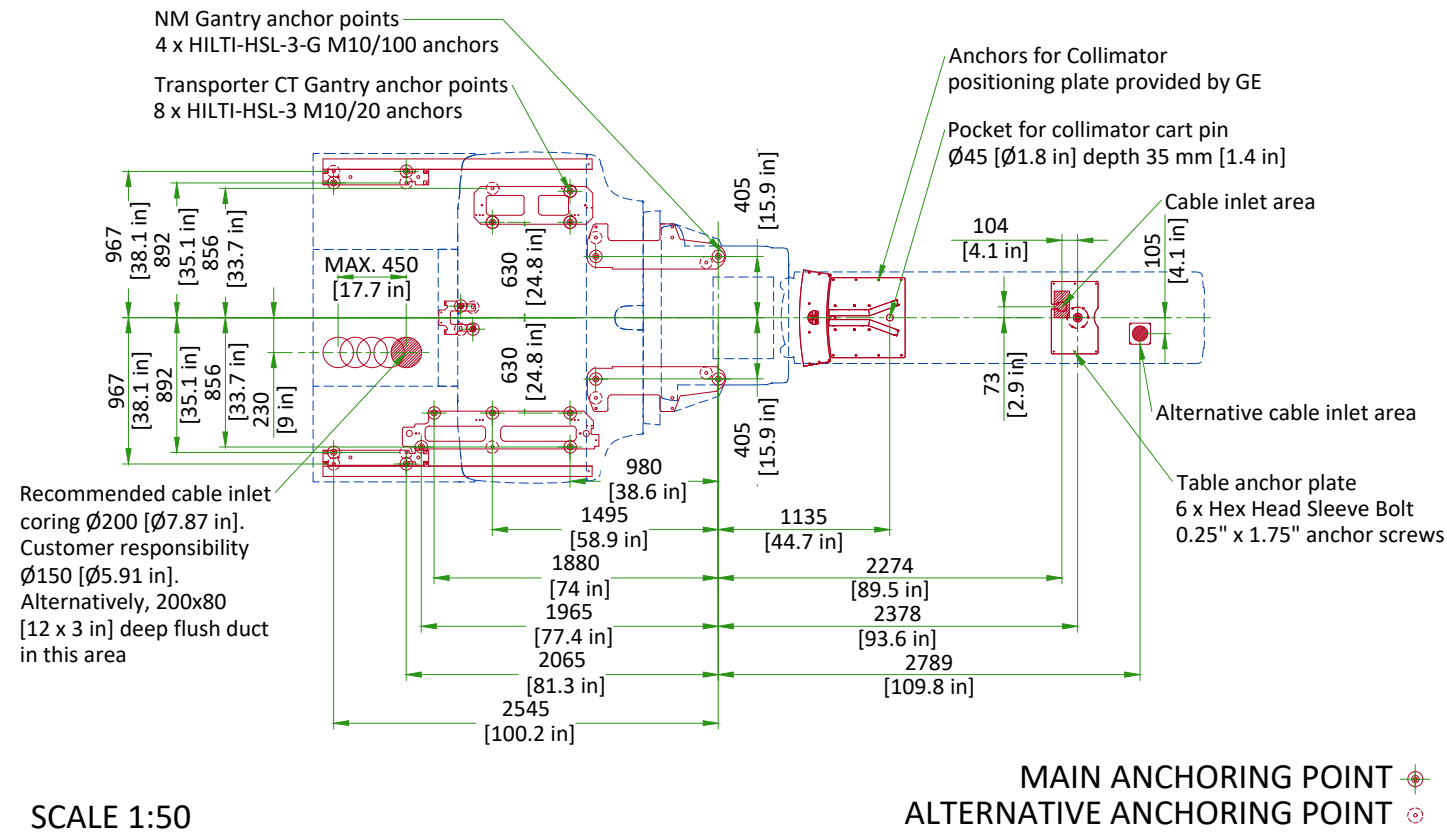 NM Gantry anchor points
4 x HILTI-HSL-3-G M10/100 anchors
Transporter CT Gantry anchor points
8 x HILTI-HSL-3 M10/20 anchors
Anchors for Collimator
positioning plate provided by GE
Pocket for collimator cart pin
Ø45 [Ø1.8 in] depth 35 mm [1.4 in]
Cable inlet area
967
[38.1 in]
892
[35.1 in]
856
[33.7 in]
MAX. 450
[17.7 in]
630
[24.8 in]
405
[15.9 in]
104
[4.1 in]
105
[4.1 in]
967
[38.1 in]
892
[35.1 in]
856
[33.7 in]
230
[9 in]
630
[24.8 in]
405
[15.9 in]
73
[2.9 in]
Alternative cable inlet area
Table anchor plate
6 x Hex Head Sleeve Bolt
0.25" x 1.75" anchor screws
Recommended cable inlet
coring Ø200 [Ø7.87 in].
Customer responsibility
Ø150 [Ø5.91 in].
Alternatively, 200x80
[12 x 3 in] deep flush duct
in this area
980
[38.6 in]
1495
[58.9 in]
1135
[44.7 in]
1880
[74 in]
2274
[89.5 in]
1965
[77.4 in]
2378
[93.6 in]
2065
[81.3 in]
2789
[109.8 in]
2545
[100.2 in]
MAIN ANCHORING POINT
ALTERNATIVE ANCHORING POINT
SCALE 1:50